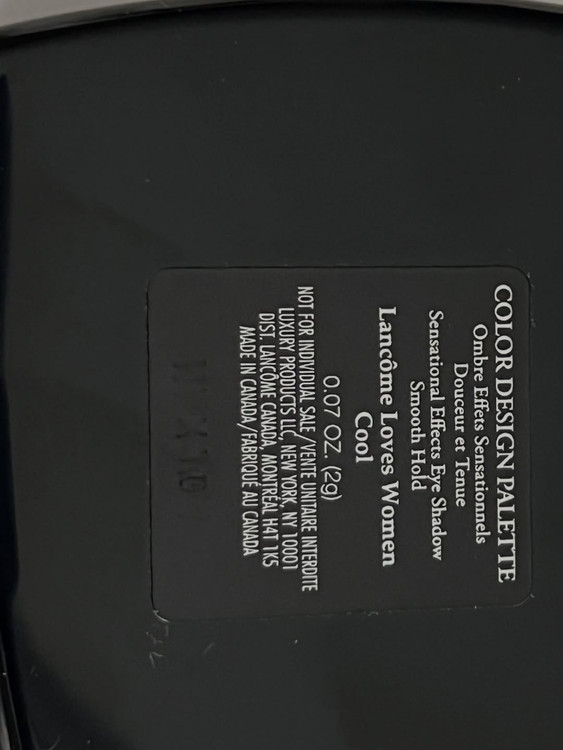 COLOR DESIGN PALETTE
Ombre Effets Sensationnels
Douceur et Tenue
Sensational Effects Eye Shadow
Smooth Hold
Lancôme Loves Women
Cool
0.07 OZ. (2g)
NOT FOR INDIVIDUAL SALE/VENTE UNITAIRE INTERDITE
LUXURY PRODUCTS LLC, NEW YORK, NY 10001
DIST. LANCÔME CANADA, MONTRÉAL H4T 1K5
MADE IN CANADA/FABRIQUÉ AU CANADA